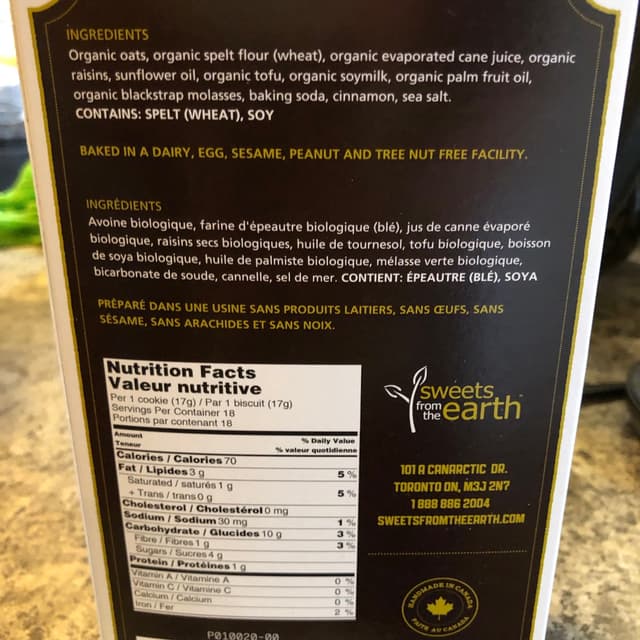 INGREDIENTS
Organic oats, organic spelt flour (wheat), organic evaporated cane juice, organic
raisins, sunflower oil, organic tofu, organic soymilk, organic palm fruit oil,
organic blackstrap molasses, baking soda, cinnamon, sea salt.
CONTAINS: SPELT (WHEAT), SOY
BAKED IN A DAIRY, EGG, SESAME, PEANUT AND TREE NUT FREE FACILITY.
INGRÉDIENTS
Avoine biologique, farine d'épeautre biologique (blé), jus de canne évaporé
biologique, raisins secs biologiques, huile de tournesol, tofu biologique, boisson
de soya biologique, huile de palmiste biologique, mélasse verte biologique,
bicarbonate de soude, cannelle, sel de mer. CONTIENT: ÉPEAUTRE (BLÉ), SOYA
PRÉPARÉ DANS UNE USINE SANS PRODUITS LAITIERS, SANS ŒUFS, SANS
SÉSAME, SANS ARACHIDES ET SANS NOIX.
Nutrition Facts
Valeur nutritive
Per 1 cookie (17g) / Par 1 biscuit (17g)
Servings Per Container 18
Portions par contenant 18
Amount % Daily Value
Teneur % valeur quotidienne
Calories / Calories 70
Fat / Lipides 3 g 5 %
Saturated / saturés 1 g
+ Trans / trans 0 g 5 %
Cholesterol / Cholestérol 0 mg
Sodium / Sodium 30 mg 1 %
Carbohydrate / Glucides 10 g 3 %
Fibre / Fibres 1 g 3 %
Sugars / Sucres 4 g
Protein / Protéines 1 g
Vitamin A / Vitamine A 0 %
Vitamin C / Vitamine C 0 %
Calcium / Calcium 0 %
Iron / Fer 2 %
P010020-00
sweets
from
the earth
101 A CANARCTIC DR.
TORONTO ON, M3J 2N7
1 888 886 2004
SWEETSFROMTHEEARTH.COM
HANDMADE IN CANADA
FAITE AU CANADA